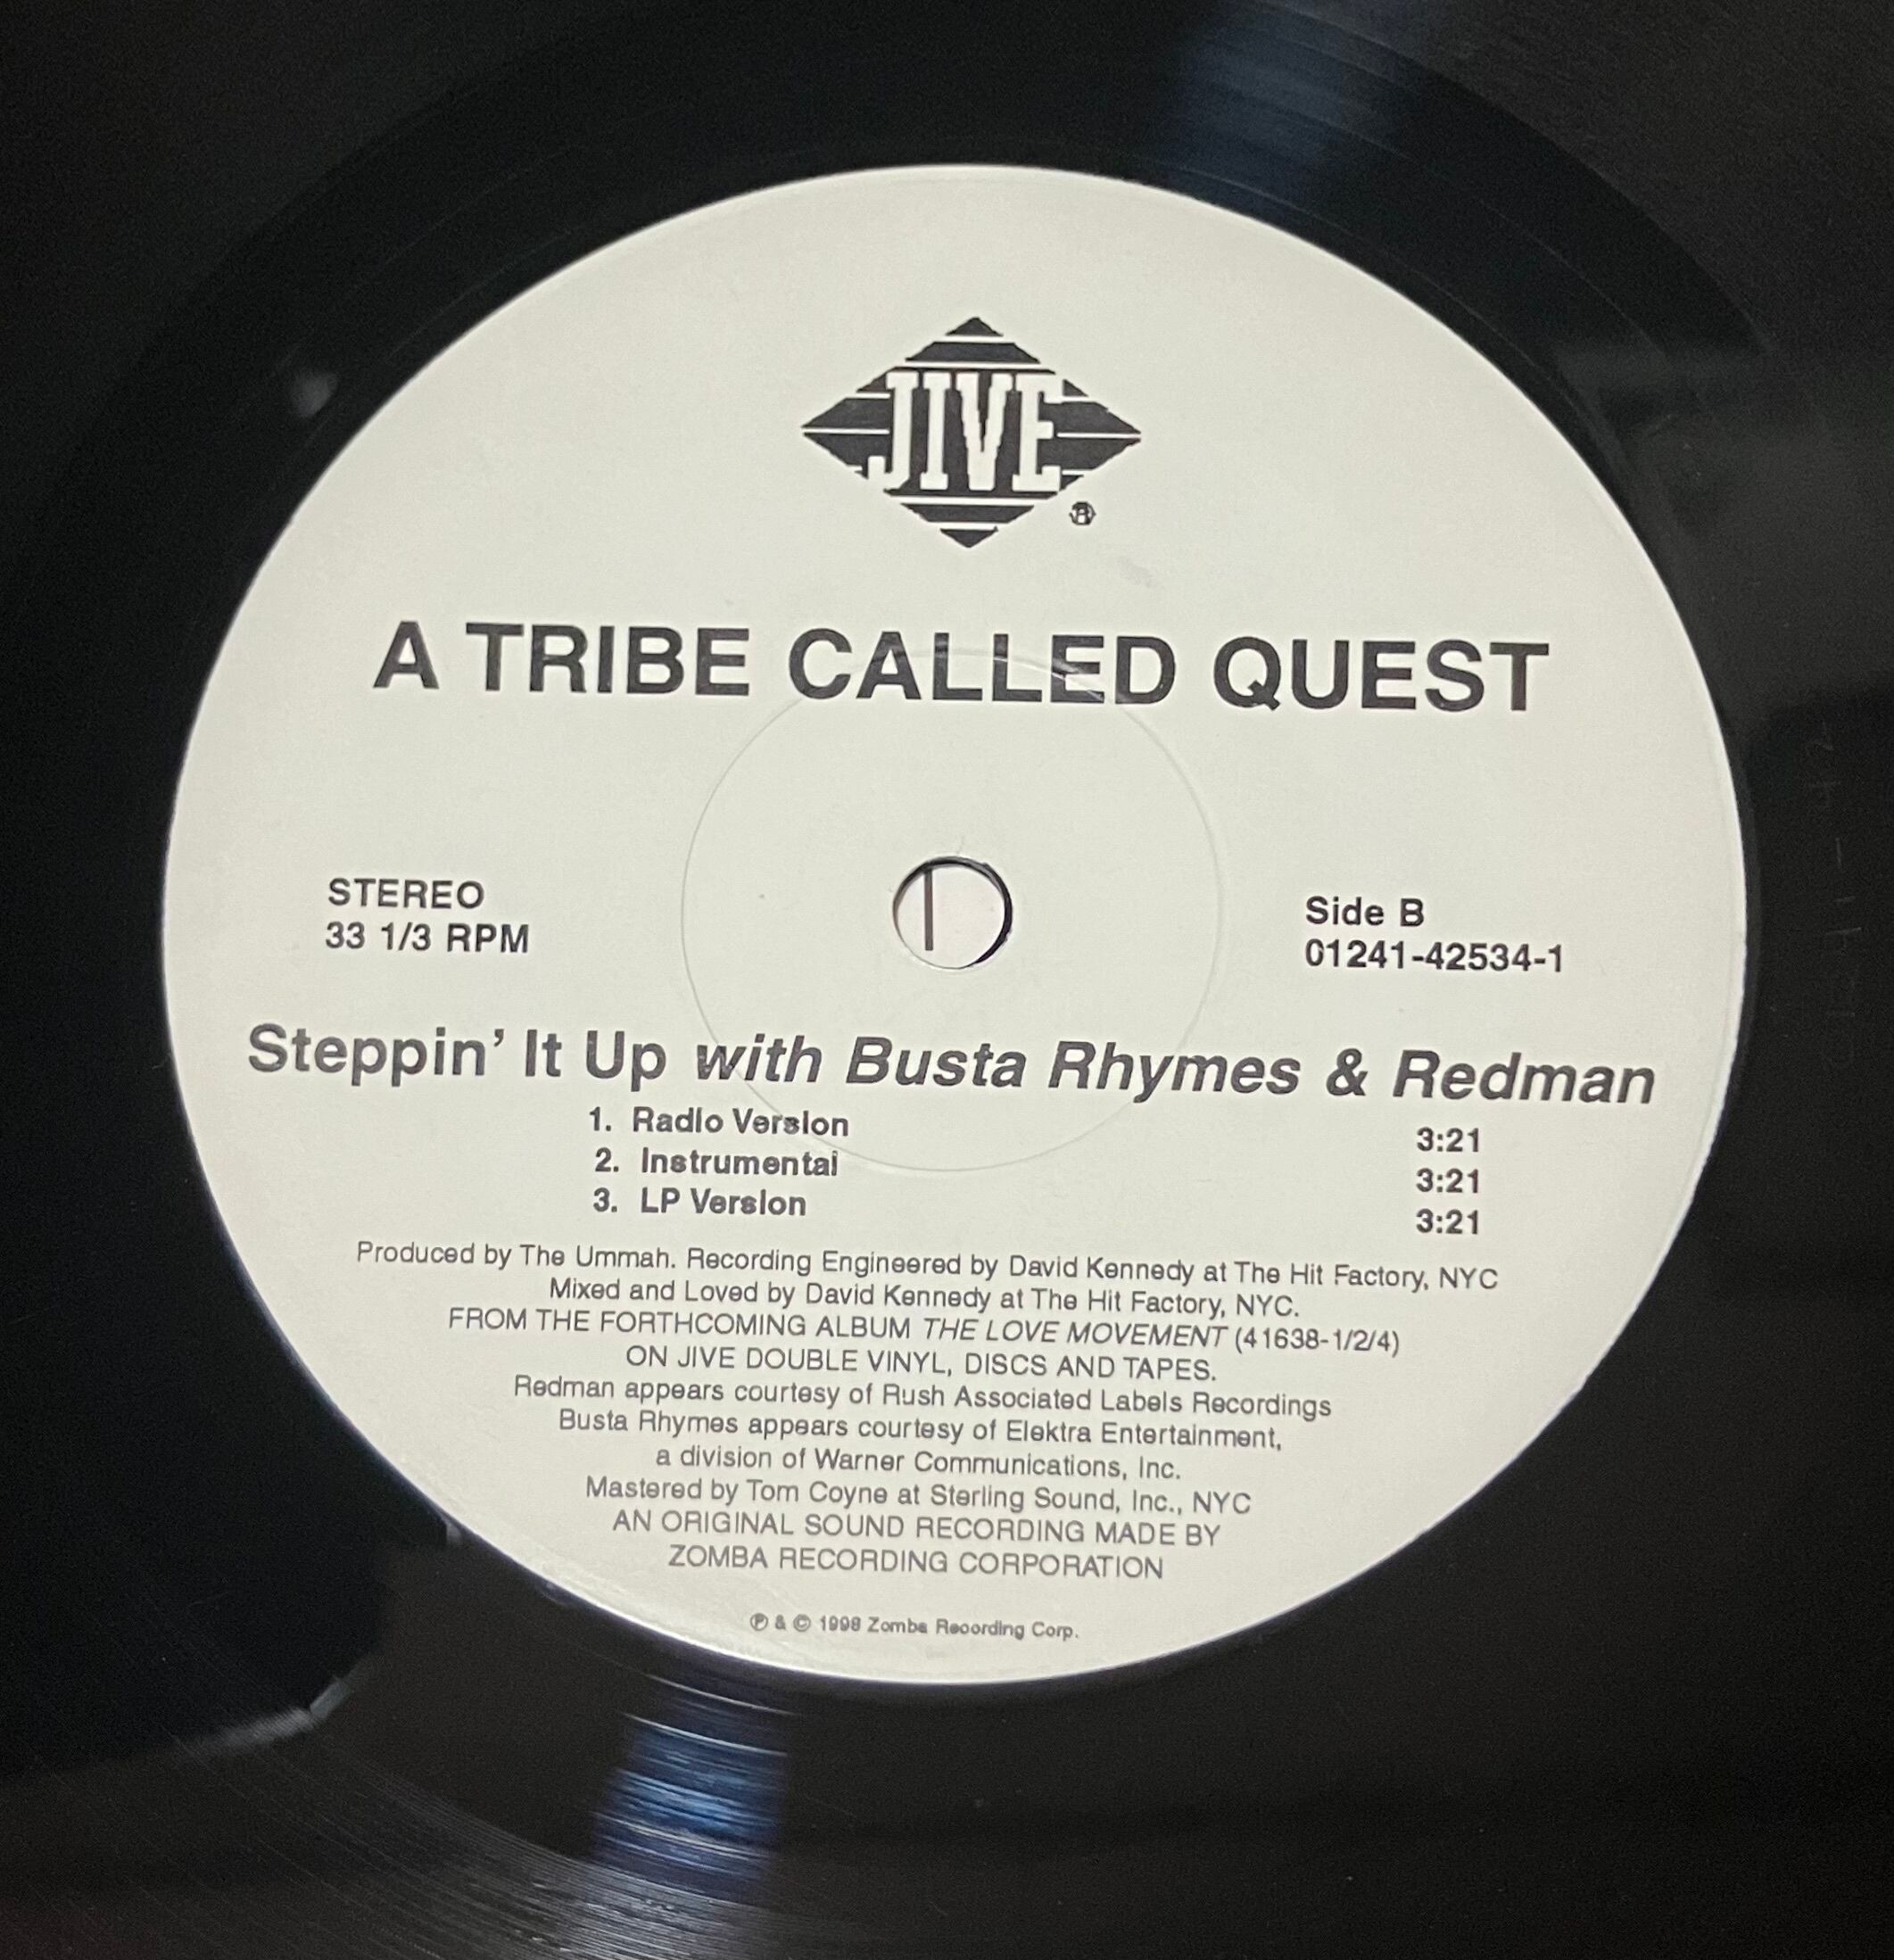 JIVE
®
A TRIBE CALLED QUEST
STEREO
33 1/3 RPM
Side B
01241-42534-1
Steppin' It Up with Busta Rhymes & Redman
1. Radio Version 3:21
2. Instrumental 3:21
3. LP Version 3:21
Produced by The Ummah. Recording Engineered by David Kennedy at The Hit Factory, NYC
Mixed and Loved by David Kennedy at The Hit Factory, NYC.
FROM THE FORTHCOMING ALBUM THE LOVE MOVEMENT (41638-1/2/4)
ON JIVE DOUBLE VINYL, DISCS AND TAPES.
Redman appears courtesy of Rush Associated Labels Recordings
Busta Rhymes appears courtesy of Elektra Entertainment,
a division of Warner Communications, Inc.
Mastered by Tom Coyne at Sterling Sound, Inc., NYC
AN ORIGINAL SOUND RECORDING MADE BY
ZOMBA RECORDING CORPORATION
℗ & © 1998 Zomba Recording Corp.